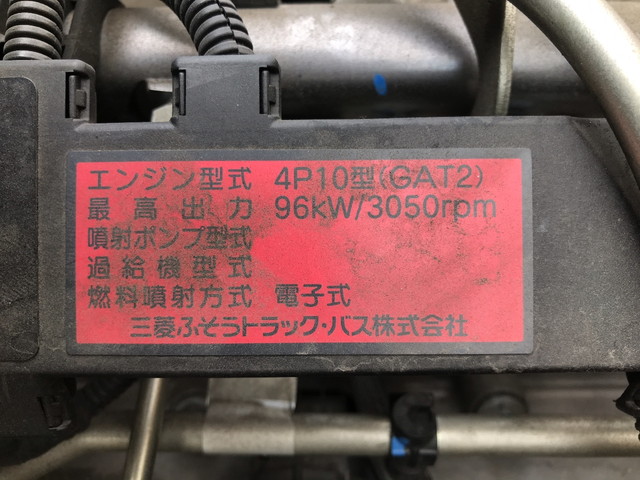 エンジン型式 4P10型(GAT2)
最高出力 96kW/3050rpm
噴射ポンプ型式
過給機型式
燃料噴射方式 電子式
三菱ふそうトラック・バス株式会社